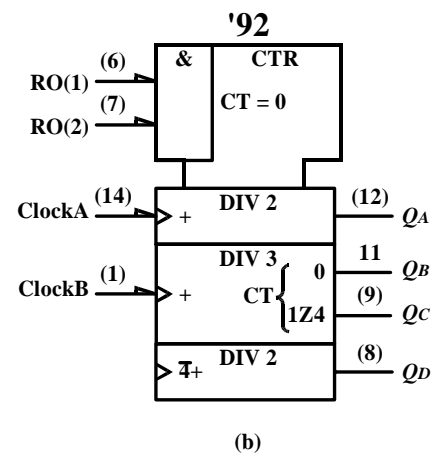 '92
(6) & CTR
RO(1)
(7) CT = 0
RO(2)
(14) DIV 2 (12)
ClockA + QA
DIV 3 11
0 QB
(1) CT (9)
ClockB +
1Z4 QC
DIV 2 (8)
4̅+ QD
(b)